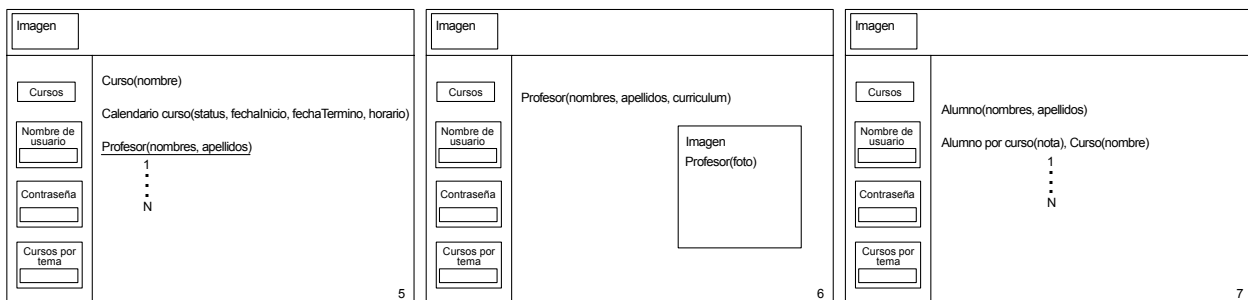 Imagen
Cursos
Nombre de
usuario
Contraseña
Cursos por
tema
Curso(nombre)
Calendario curso(status, fechaInicio, fechaTermino, horario)
Profesor(nombres, apellidos)
1
N
5
Imagen
Cursos
Nombre de
usuario
Contraseña
Cursos por
tema
Profesor(nombres, apellidos, curriculum)
Imagen
Profesor(foto)
6
Imagen
Cursos
Nombre de
usuario
Contraseña
Cursos por
tema
Alumno(nombres, apellidos)
Alumno por curso(nota), Curso(nombre)
1
N
7